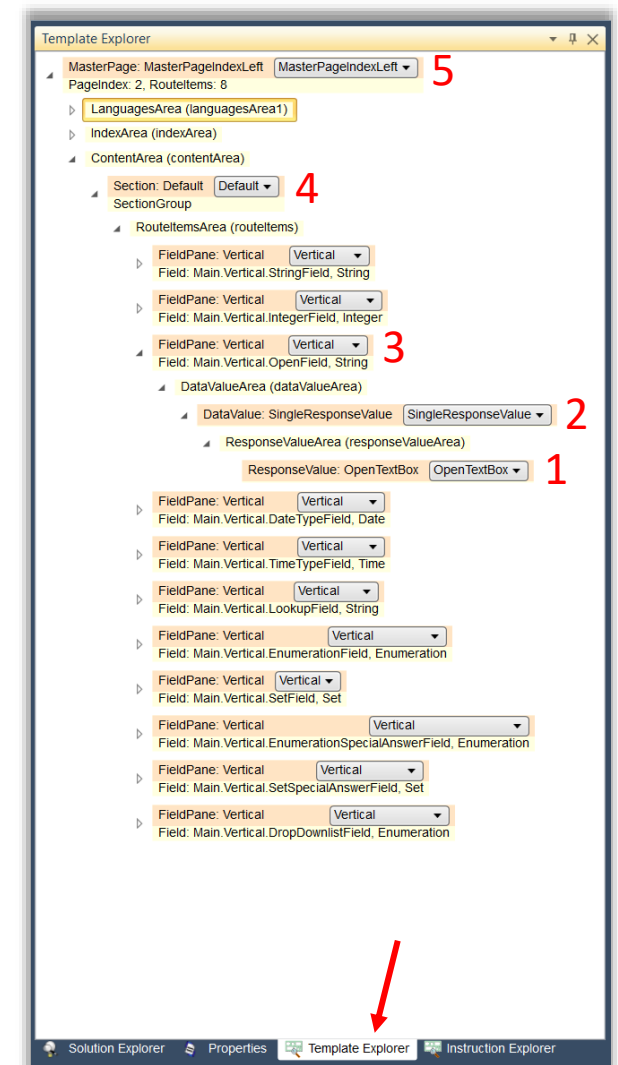 Template Explorer
MasterPage: MasterPageIndexLeft MasterPageIndexLeft 5
PageIndex: 2, RouteItems: 8
LanguagesArea (languagesArea1)
IndexArea (indexArea)
ContentArea (contentArea)
Section: Default Default 4
SectionGroup
RouteItemsArea (routeItems)
FieldPane: Vertical Vertical
Field: Main.Vertical.StringField, String
FieldPane: Vertical Vertical
Field: Main.Vertical.IntegerField, Integer
FieldPane: Vertical Vertical 3
Field: Main.Vertical.OpenField, String
DataValueArea (dataValueArea)
DataValue: SingleResponseValue SingleResponseValue 2
ResponseValueArea (responseValueArea)
ResponseValue: OpenTextBox OpenTextBox 1
FieldPane: Vertical Vertical
Field: Main.Vertical.DateTypeField, Date
FieldPane: Vertical Vertical
Field: Main.Vertical.TimeTypeField, Time
FieldPane: Vertical Vertical
Field: Main.Vertical.LookupField, String
FieldPane: Vertical Vertical
Field: Main.Vertical.EnumerationField, Enumeration
FieldPane: Vertical Vertical
Field: Main.Vertical.SetField, Set
FieldPane: Vertical Vertical
Field: Main.Vertical.EnumerationSpecialAnswerField, Enumeration
FieldPane: Vertical Vertical
Field: Main.Vertical.SetSpecialAnswerField, Set
FieldPane: Vertical Vertical
Field: Main.Vertical.DropDownlistField, Enumeration
Solution Explorer Properties Template Explorer Instruction Explorer